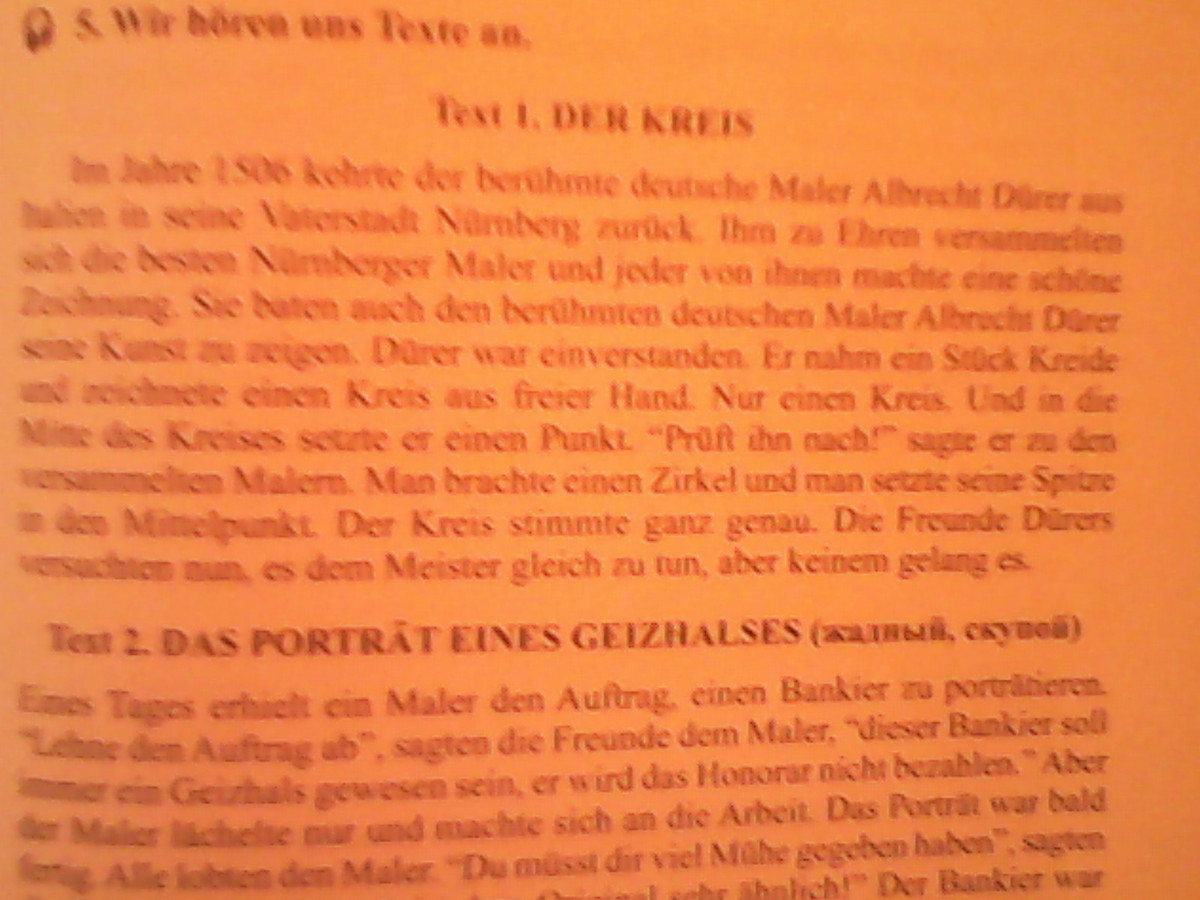 5. Wir hören uns Texte an.
Text 1. DER KREIS
Im Jahre 1506 kehrte der berühmte deutsche Maler Albrecht Dürer aus
Italien in seine Vaterstadt Nürnberg zurück. Ihm zu Ehren versammelten
sich die besten Nürnberger Maler und jeder von ihnen machte eine schöne
Zeichnung. Sie baten auch den berühmten deutschen Maler Albrecht Dürer
seine Kunst zu zeigen. Dürer war einverstanden. Er nahm ein Stück Kreide
und zeichnete einen Kreis aus freier Hand. Nur einen Kreis. Und in die
Mitte des Kreises setzte er einen Punkt. “Prüft ihn nach!” sagte er zu den
versammelten Malern. Man brachte einen Zirkel und man setzte seine Spitze
in den Mittelpunkt. Der Kreis stimmte ganz genau. Die Freunde Dürers
versuchten nun, es dem Meister gleich zu tun, aber keinem gelang es.
Text 2. DAS PORTRÄT EINES GEIZHALSES (жадный, скупой)
Eines Tages erhielt ein Maler den Auftrag, einen Bankier zu porträtieren.
“Lehne den Auftrag ab”, sagten die Freunde dem Maler, “dieser Bankier soll
immer ein Geizhals gewesen sein, er wird das Honorar nicht bezahlen.” Aber
der Maler lächelte nur und machte sich an die Arbeit. Das Porträt war bald
fertig. Alle lobten den Maler. “Du müsst dir viel Mühe gegeben haben”, sagten
Original sehr ähnlich!” Der Bankier war